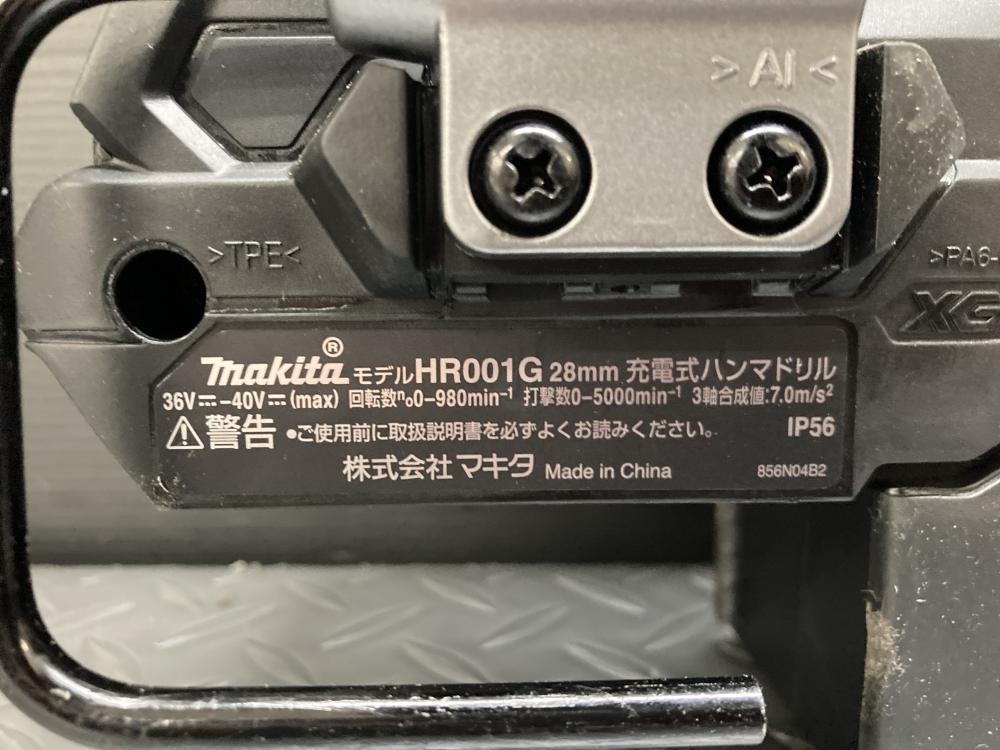 >AI<
>TPE<
>PA6-
XG
makita® モデルHR001G 28mm 充電式ハンマドリル
36V⎓-40V⎓(max) 回転数n₀0-980min⁻¹ 打撃数0-5000min⁻¹ 3軸合成値:7.0m/s²
⚠警告 •ご使用前に取扱説明書を必ずよくお読みください。 IP56
株式会社マキタ Made in China 856N04B2